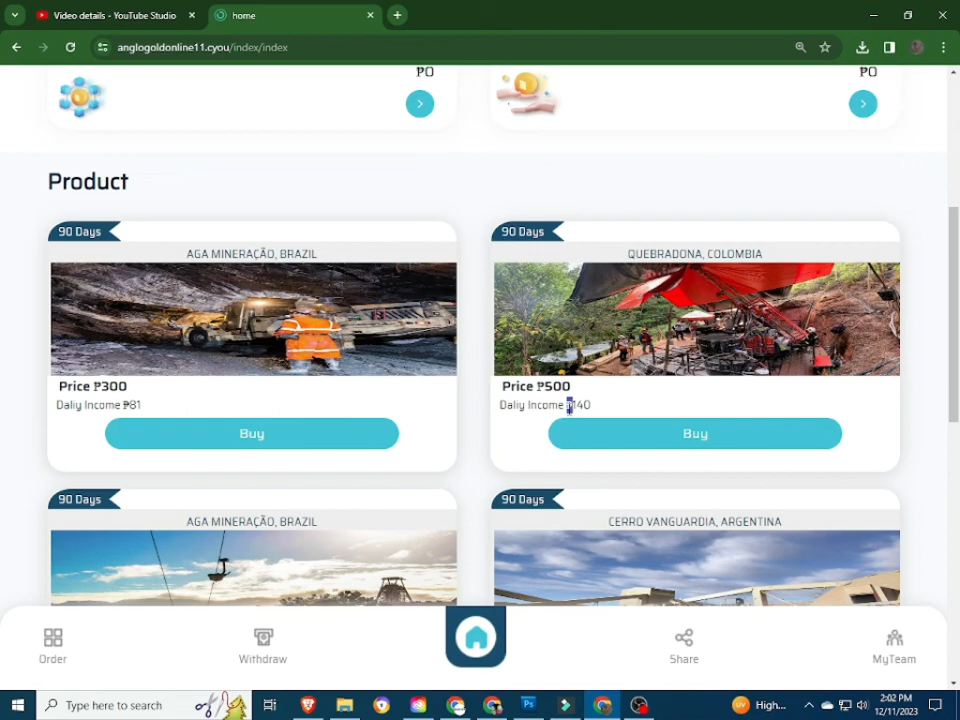 Video details - YouTube Studio
home
anglogoldonline11.cyou/index/index
₱0
₱0
Product
90 Days
AGA MINERAÇÃO, BRAZIL
Price ₱300
Daliy Income ₱81
Buy
90 Days
QUEBRADONA, COLOMBIA
Price ₱500
Daliy Income ₱140
Buy
90 Days
AGA MINERAÇÃO, BRAZIL
90 Days
CERRO VANGUARDIA, ARGENTINA
Order
Withdraw
Share
MyTeam
Type here to search
Ps
UV
High...
2:02 PM
12/11/2023